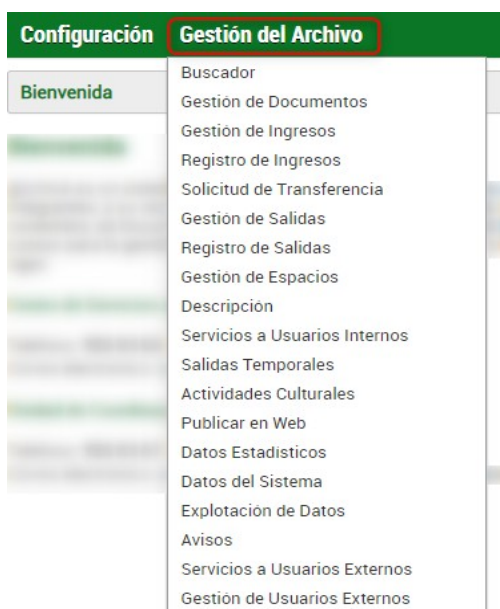 Configuración Gestión del Archivo
Bienvenida
Buscador
Gestión de Documentos
Gestión de Ingresos
Registro de Ingresos
Solicitud de Transferencia
Gestión de Salidas
Registro de Salidas
Gestión de Espacios
Descripción
Servicios a Usuarios Internos
Salidas Temporales
Actividades Culturales
Publicar en Web
Datos Estadísticos
Datos del Sistema
Explotación de Datos
Avisos
Servicios a Usuarios Externos
Gestión de Usuarios Externos